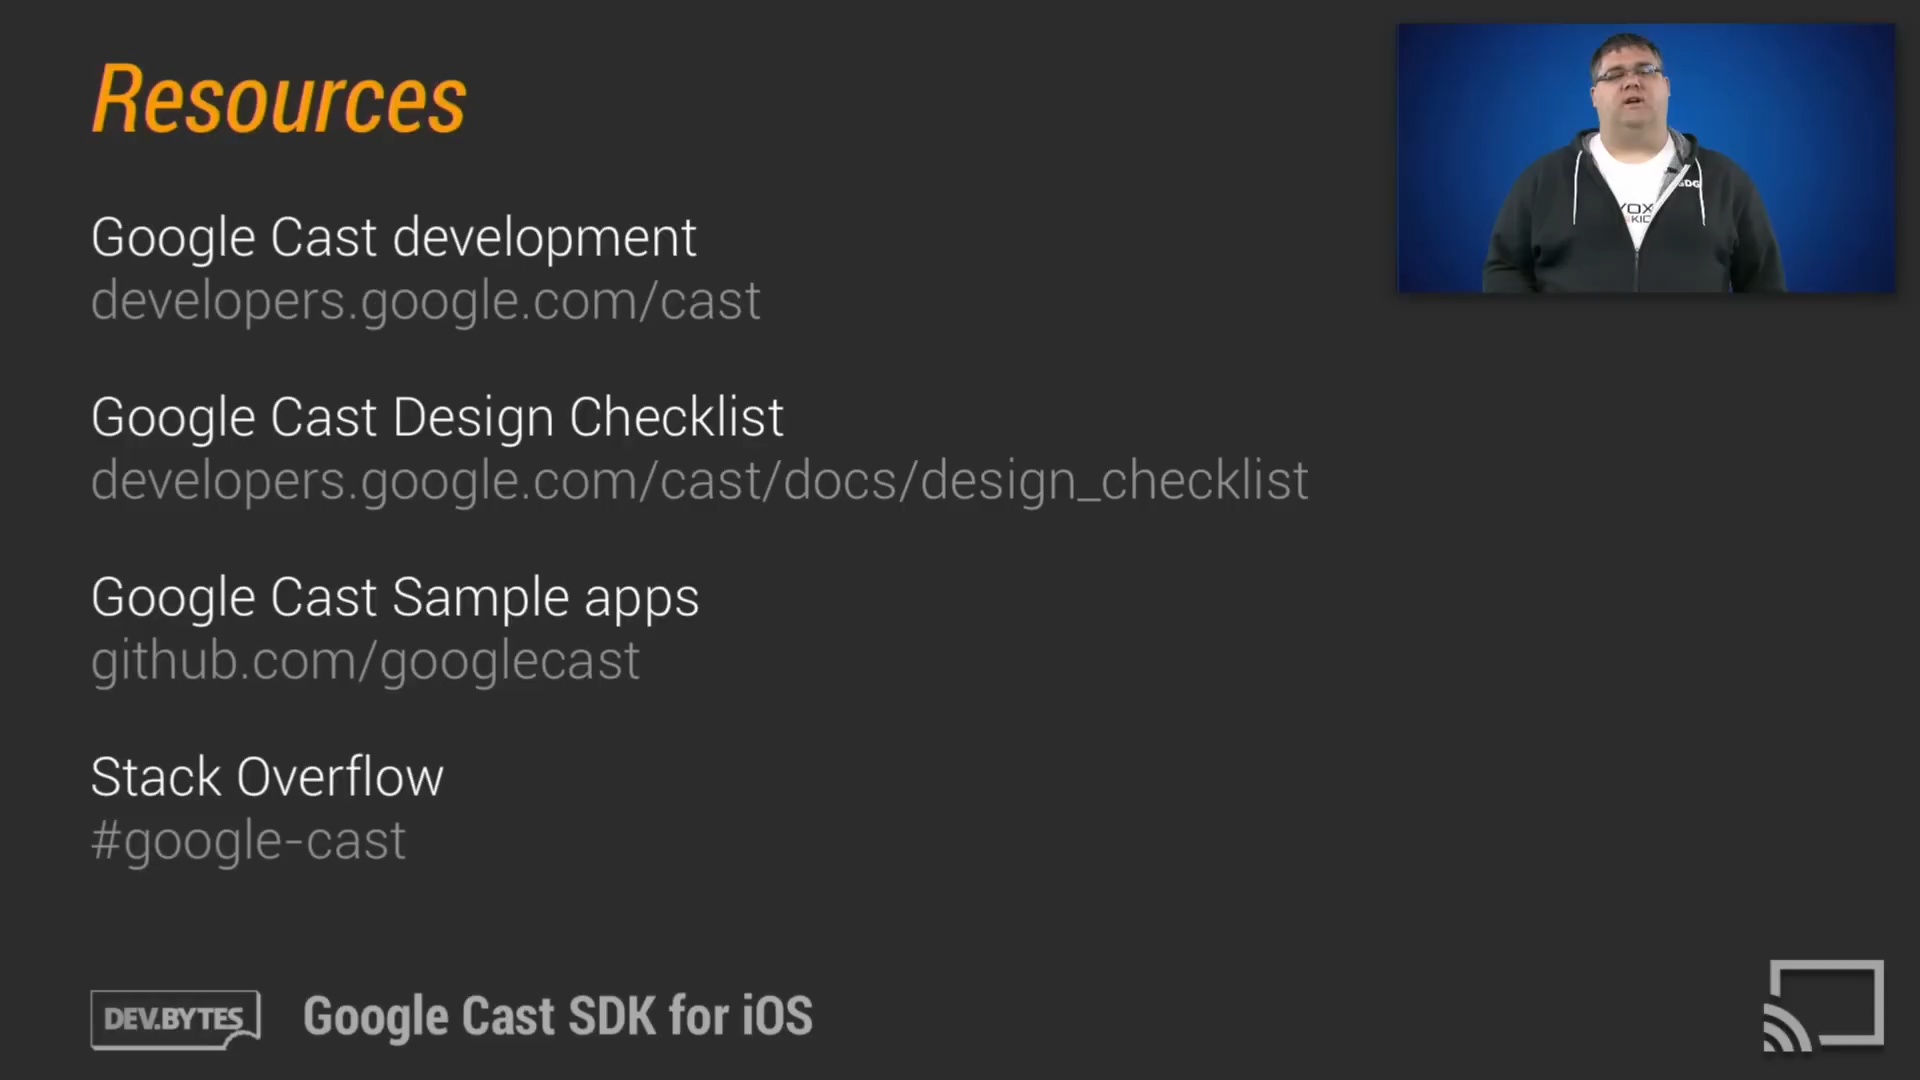 Resources
Google Cast development
developers.google.com/cast
Google Cast Design Checklist
developers.google.com/cast/docs/design_checklist
Google Cast Sample apps
github.com/googlecast
Stack Overflow
#google-cast
DEV.BYTES
Google Cast SDK for iOS